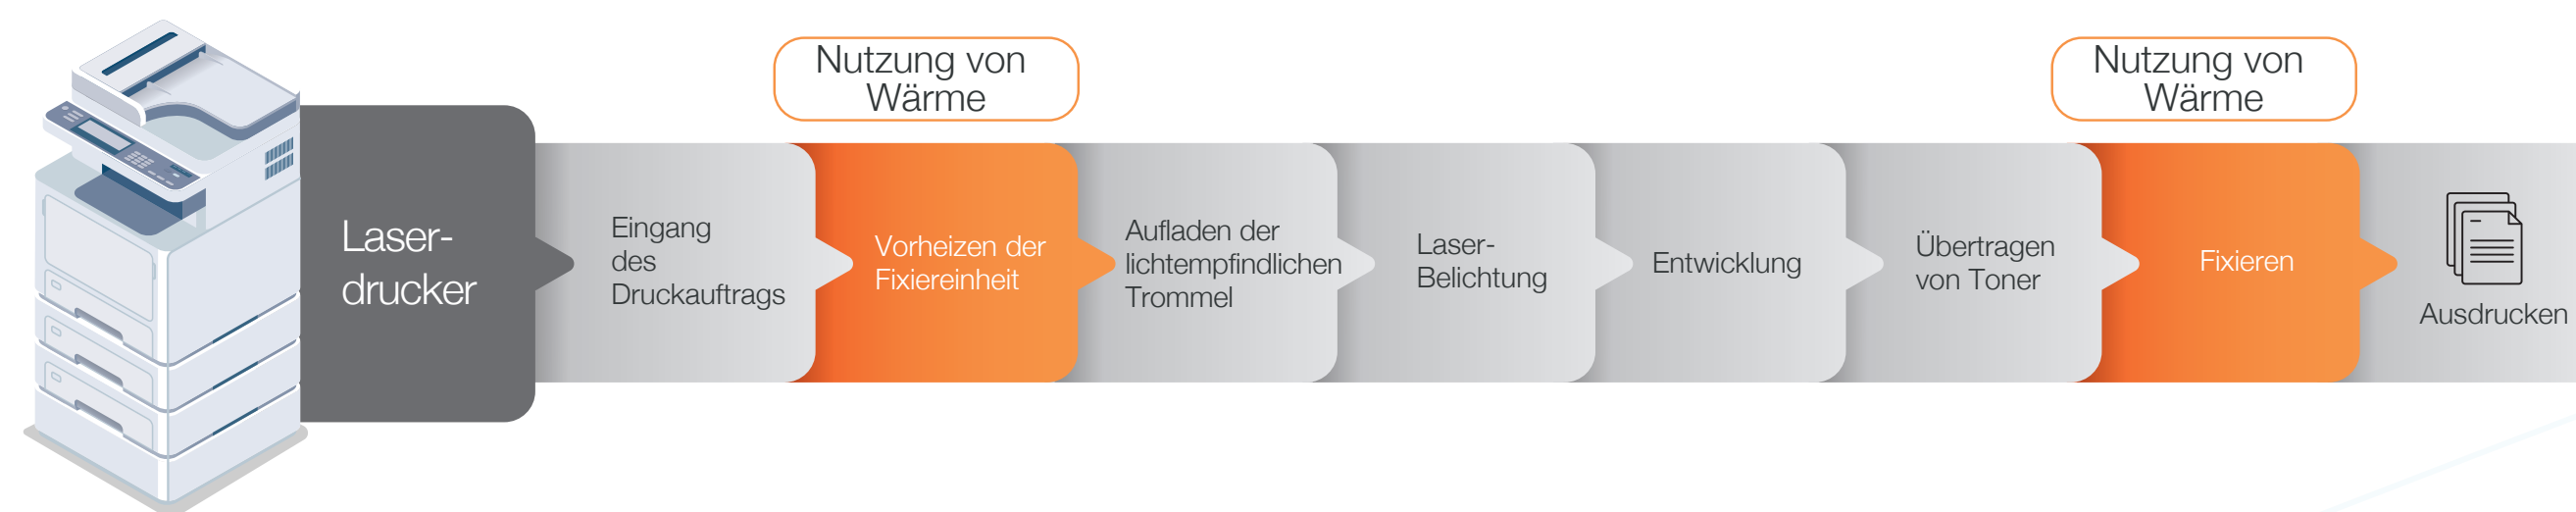 Laser-
drucker
Eingang
des
Druckauftrags
Nutzung von
Wärme
Vorheizen der
Fixiereinheit
Aufladen der
lichtempfindlichen
Trommel
Laser-
Belichtung
Entwicklung
Übertragen
von Toner
Nutzung von
Wärme
Fixieren
Ausdrucken